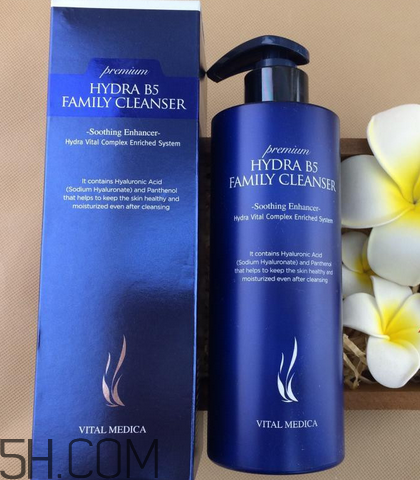 premium
HYDRA B5
FAMILY CLEANSER
-Soothing Enhancer-
Hydra Vital Complex Enriched System
It contains Hyaluronic Acid
(Sodium Hyaluronate) and Panthenol
that helps to keep the skin healthy and
moisturized even after cleansing
VITAL MEDICA
premium
HYDRA B5
FAMILY CLEANSER
-Soothing Enhancer-
Hydra Vital Complex Enriched System
It contains Hyaluronic Acid
(Sodium Hyaluronate) and Panthenol
that helps to keep the skin healthy and
moisturized even after cleansing
VITAL MEDICA
5H.COM